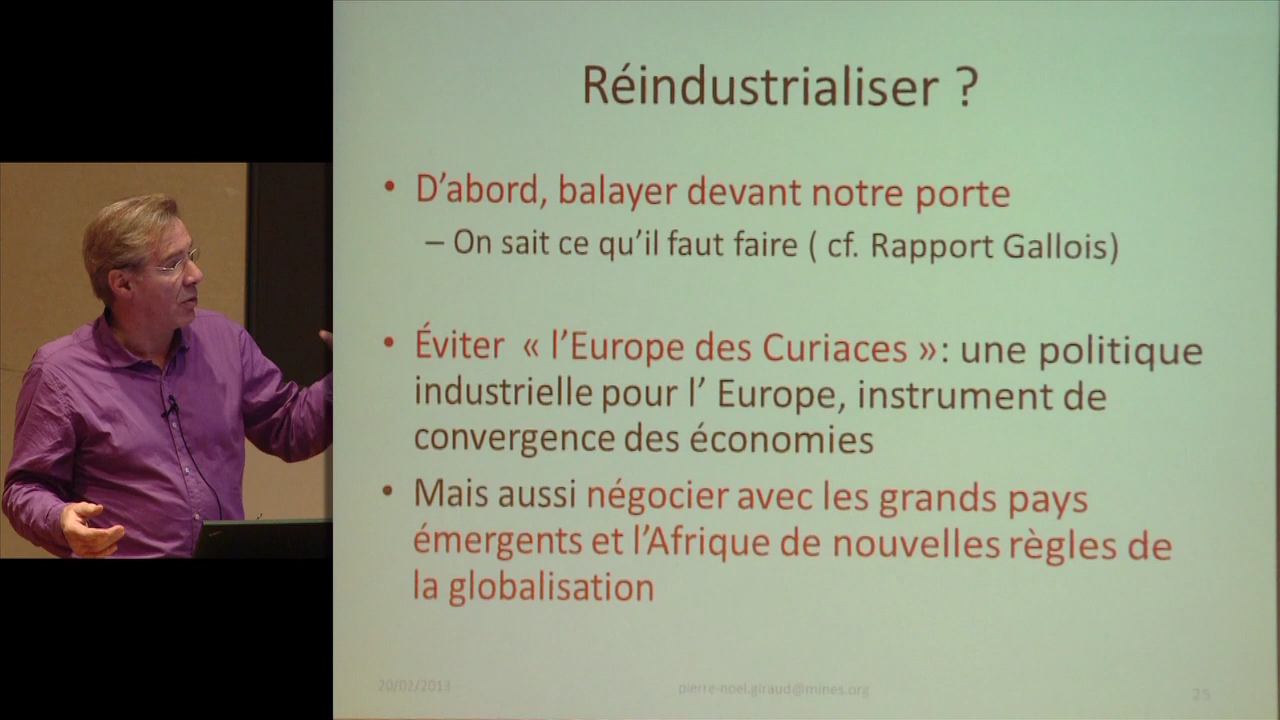 Réindustrialiser ?
• D’abord, balayer devant notre porte
– On sait ce qu’il faut faire ( cf. Rapport Gallois)
• Éviter « l’Europe des Curiaces » : une politique
industrielle pour l’ Europe, instrument de
convergence des économies
• Mais aussi négocier avec les grands pays
émergents et l’Afrique de nouvelles règles de
la globalisation
20/02/2013 pierre-noel.giraud@mines.org 25